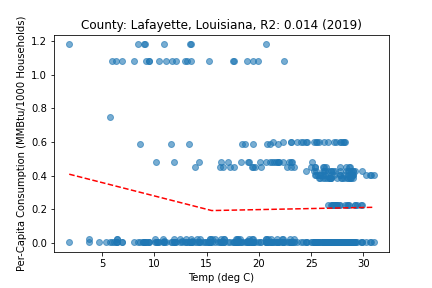 County: Lafayette, Louisiana, R2: 0.014 (2019)
Per-Capita Consumption (MMBtu/1000 Households)
1.2
1.0
0.8
0.6
0.4
0.2
0.0
5 10 15 20 25 30
Temp (deg C)